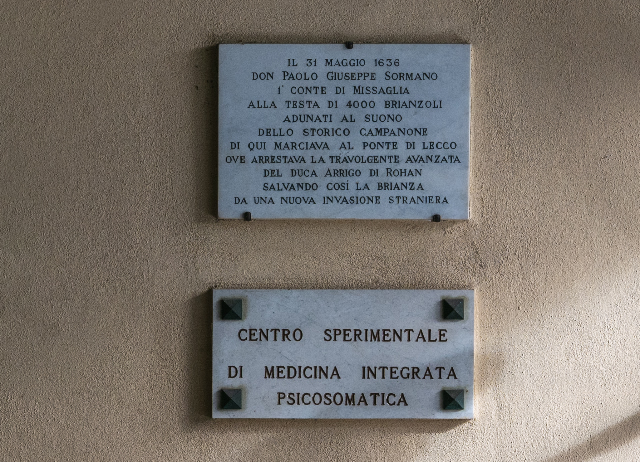 IL 31 MAGGIO 1636
DON PAOLO GIUSEPPE SORMANO
1° CONTE DI MISSAGLIA
ALLA TESTA DI 4000 BRIANZOLI
ADUNATI AL SUONO
DELLO STORICO CAMPANONE
DI QUI MARCIAVA AL PONTE DI LECCO
OVE ARRESTAVA LA TRAVOLGENTE AVANZATA
DEL DUCA ARRIGO DI ROHAN
SALVANDO COSÍ LA BRIANZA
DA UNA NUOVA INVASIONE STRANIERA
CENTRO SPERIMENTALE
DI MEDICINA INTEGRATA
PSICOSOMATICA